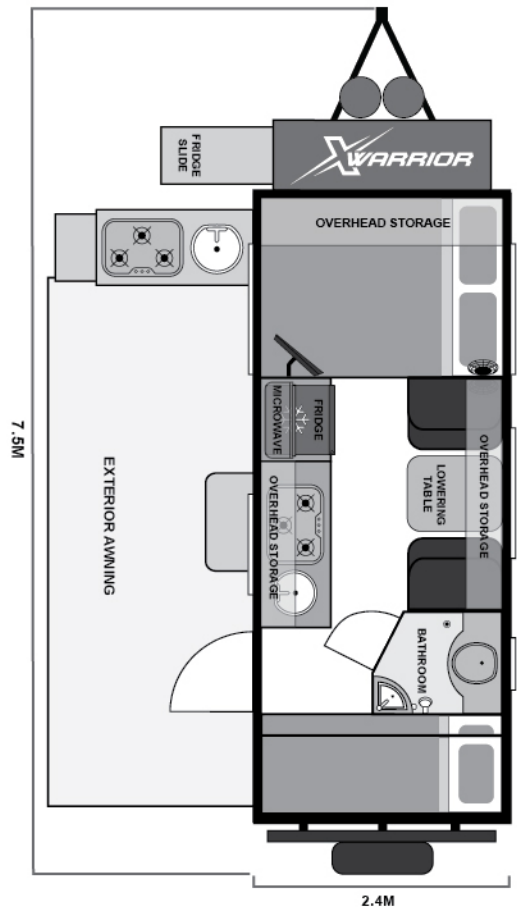 FRIDGE
SLIDE
XWARRIOR
OVERHEAD STORAGE
MICROWAVE
FRIDGE
OVERHEAD STORAGE
LOWERING
TABLE
OVERHEAD STORAGE
7.5M
EXTERIOR AWNING
BATHROOM
2.4M